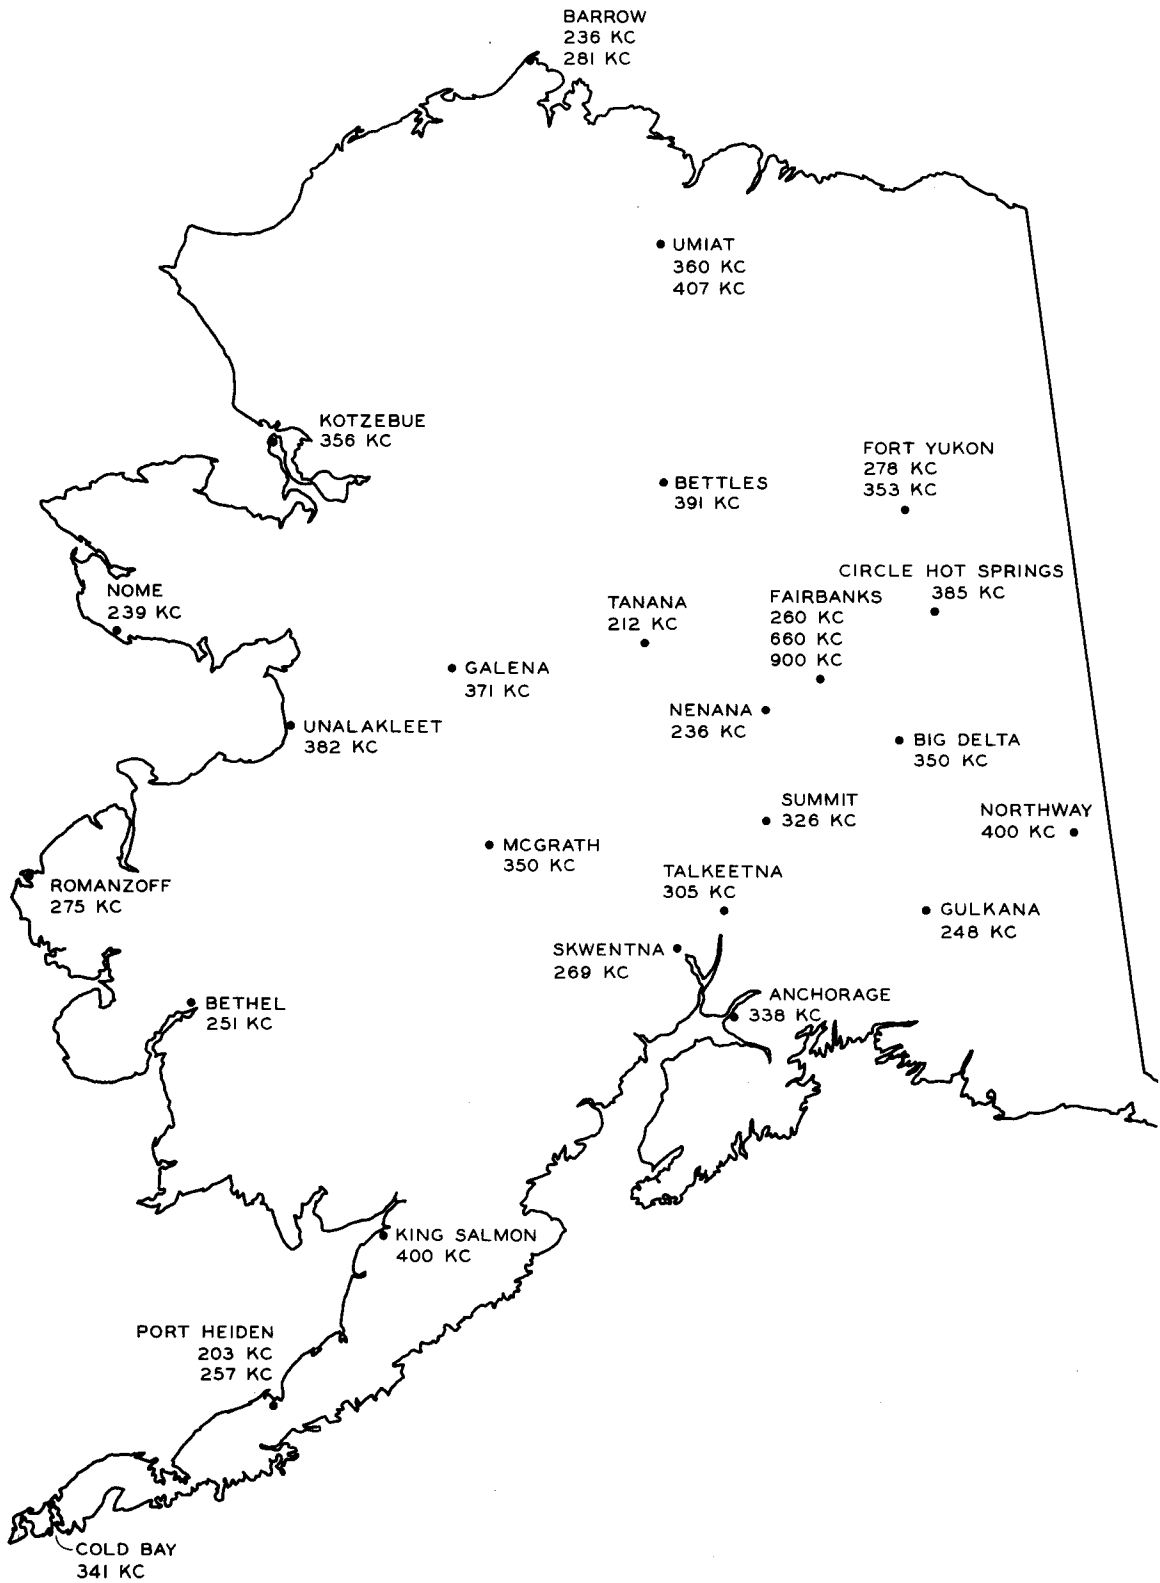 BARROW
236 KC
281 KC
UMIAT
360 KC
407 KC
KOTZEBUE
356 KC
FORT YUKON
278 KC
353 KC
BETTLES
391 KC
CIRCLE HOT SPRINGS
385 KC
NOME
239 KC
TANANA
212 KC
FAIRBANKS
260 KC
660 KC
900 KC
GALENA
371 KC
NENANA
236 KC
UNALAKLEET
382 KC
BIG DELTA
350 KC
SUMMIT
326 KC
NORTHWAY
400 KC
MCGRATH
350 KC
TALKEETNA
305 KC
ROMANZOFF
275 KC
GULKANA
248 KC
SKWENTNA
269 KC
BETHEL
251 KC
ANCHORAGE
338 KC
KING SALMON
400 KC
PORT HEIDEN
203 KC
257 KC
COLD BAY
341 KC